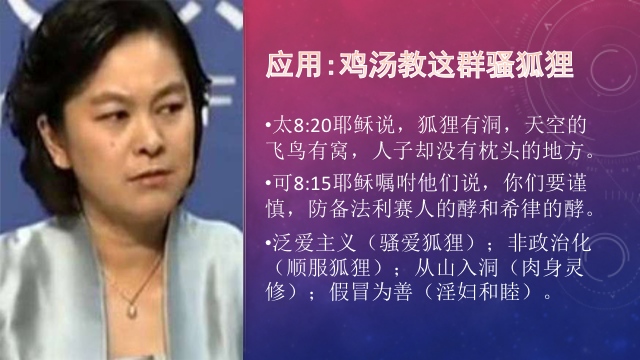 应用:鸡汤教这群骚狐狸
•太8:20耶稣说，狐狸有洞，天空的
飞鸟有窝，人子却没有枕头的地方。
•可8:15耶稣嘱咐他们说，你们要谨
慎，防备法利赛人的酵和希律的酵。
•泛爱主义（骚爱狐狸）；非政治化
（顺服狐狸）；从山入洞（肉身灵
修）；假冒为善（淫妇和睦）。